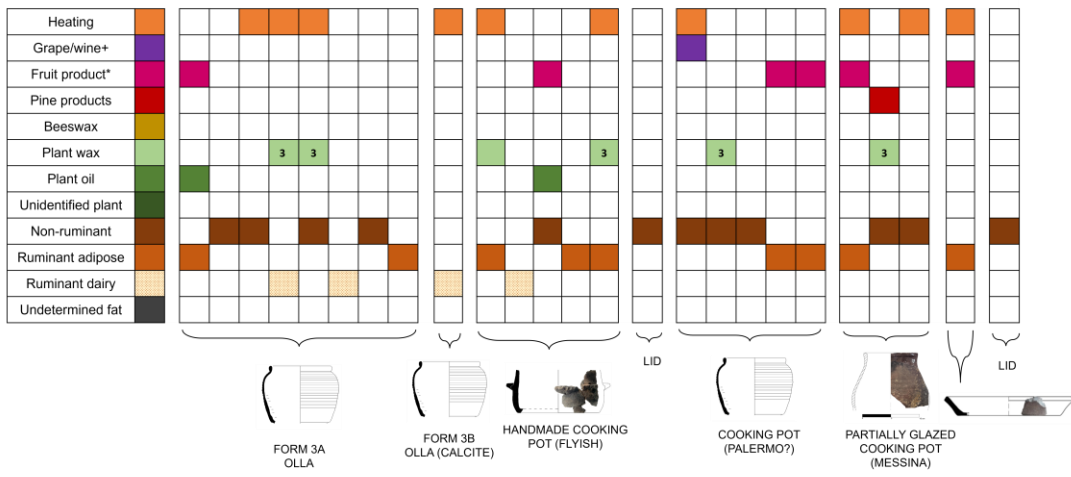 Heating
Grape/wine+
Fruit product*
Pine products
Beeswax
Plant wax
3 3 3 3 3
Plant oil
Unidentified plant
Non-ruminant
Ruminant adipose
Ruminant dairy
Undetermined fat
FORM 3A
OLLA
FORM 3B
OLLA (CALCITE)
HANDMADE COOKING
POT (FLYISH)
LID
COOKING POT
(PALERMO?)
PARTIALLY GLAZED
COOKING POT
(MESSINA)
LID